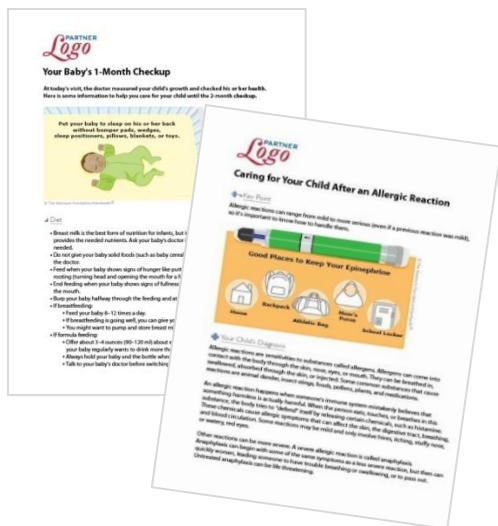 PARTNER
Logo
Your Baby's 1-Month Checkup
At today's visit, the doctor measured your child's growth and checked his or her health.
Here is some information to help you care for your child until the 2-month checkup.
Put your baby to sleep on his or her back
without bumper pads, wedges,
sleep positioners, pillows, blankets, or toys.
Diet
• Breast milk is the best form of nutrition for infants, but
provides the needed nutrients. Ask your baby's doctor
needed.
• Do not give your baby solid foods (such as baby cereal
the doctor.
• Feed when your baby shows signs of hunger like
rooting (turning head and opening the mouth for a
• End feeding when your baby shows signs of fullness
the mouth.
• Burp your baby halfway through the feeding and at
• If breastfeeding:
• Feed your baby 8–12 times a day.
• If breastfeeding is going well, you can give
• You might want to pump and store breast
• If formula feeding:
• Offer about 3–4 ounces (90–120 ml) about
your baby regularly wants to drink more
• Always hold your baby and the bottle
• Talk to your baby's doctor before switching
PARTNER
Logo
Caring for Your Child After an Allergic Reaction
Key Point
Allergic reactions can range from mild to more serious (even if a previous reaction was mild),
so it's important to know how to handle them.
Good Places to Keep Your Epinephrine
Home
Backpack
Athletic Bag
Mom's
Purse
School Locker
Your Child's Diagnosis
Allergic reactions are sensitivities to substances called allergens. Allergens can come into
contact with the body through the skin, nose, eyes, or mouth. They can be breathed in,
swallowed, absorbed through the skin, or injected. Some common substances that cause
reactions are animal dander, insect stings, foods, pollens, plants, and medications.
An allergic reaction happens when someone's immune system mistakenly believes that
something harmless is actually harmful. When the person eats, touches, or breathes in this
substance, the body tries to "defend" itself by releasing certain chemicals, such as histamine.
These chemicals cause allergic symptoms that can affect the skin, the digestive tract, breathing,
and blood circulation. Some reactions may be mild and only involve hives, itching, stuffy nose,
or watery, red eyes.
Other reactions can be more severe. A severe allergic reaction is called anaphylaxis.
Anaphylaxis can begin with some of the same symptoms as a less severe reaction, but then can
quickly worsen, leading someone to have trouble breathing or swallowing, or to pass out.
Untreated anaphylaxis can be life threatening.